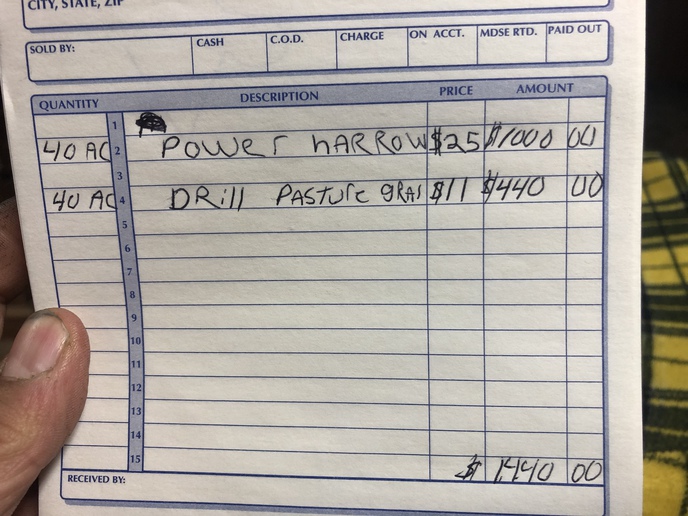 CITY, STATE, ZIP
SOLD BY: CASH C.O.D. CHARGE ON ACCT. MDSE RTD. PAID OUT
QUANTITY DESCRIPTION PRICE AMOUNT
1
40 AC 2 POWER HARROW $25 $1000 00
3
40 AC 4 DRill PASTURE GRAS $11 $440 00
5
6
7
8
9
10
11
12
13
14
15 $ 1440 00
RECEIVED BY: